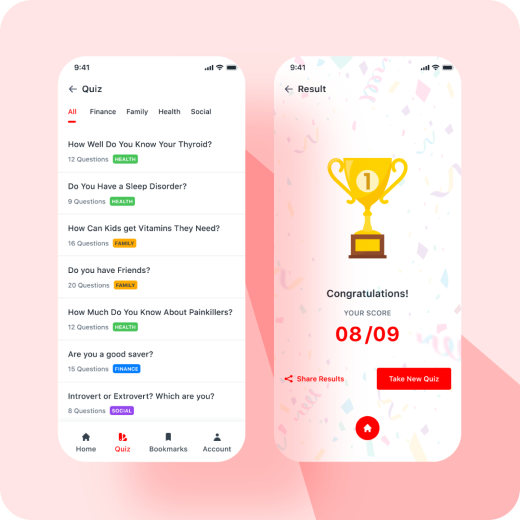 9:41
Quiz
All Finance Family Health Social
How Well Do You Know Your Thyroid?
12 Questions HEALTH
Do You Have a Sleep Disorder?
9 Questions HEALTH
How Can Kids get Vitamins They Need?
16 Questions FAMILY
Do you have Friends?
20 Questions FAMILY
How Much Do You Know About Painkillers?
12 Questions HEALTH
Are you a good saver?
15 Questions FINANCE
Introvert or Extrovert? Which are you?
8 Questions SOCIAL
Home Quiz Bookmarks Account
9:41
Result
1
Congratulations!
YOUR SCORE
08/09
Share Results Take New Quiz